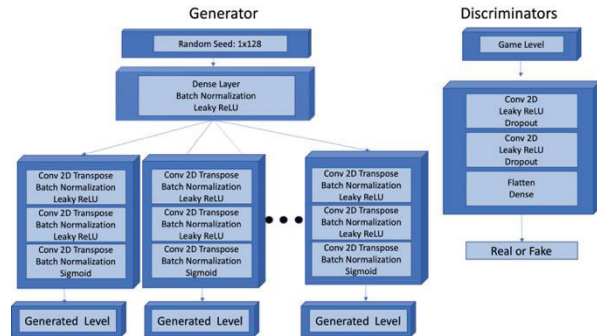 Generator
Random Seed: 1x128
Dense Layer
Batch Normalization
Leaky ReLU
Conv 2D Transpose
Batch Normalization
Leaky ReLU
Conv 2D Transpose
Batch Normalization
Leaky ReLU
Conv 2D Transpose
Batch Normalization
Sigmoid
Generated Level
Conv 2D Transpose
Batch Normalization
Leaky ReLU
Conv 2D Transpose
Batch Normalization
Leaky ReLU
Conv 2D Transpose
Batch Normalization
Sigmoid
Generated Level
Conv 2D Transpose
Batch Normalization
Leaky ReLU
Conv 2D Transpose
Batch Normalization
Leaky ReLU
Conv 2D Transpose
Batch Normalization
Sigmoid
Generated Level
Discriminators
Game Level
Conv 2D
Leaky ReLU
Dropout
Conv 2D
Leaky ReLU
Dropout
Flatten
Dense
Real or Fake